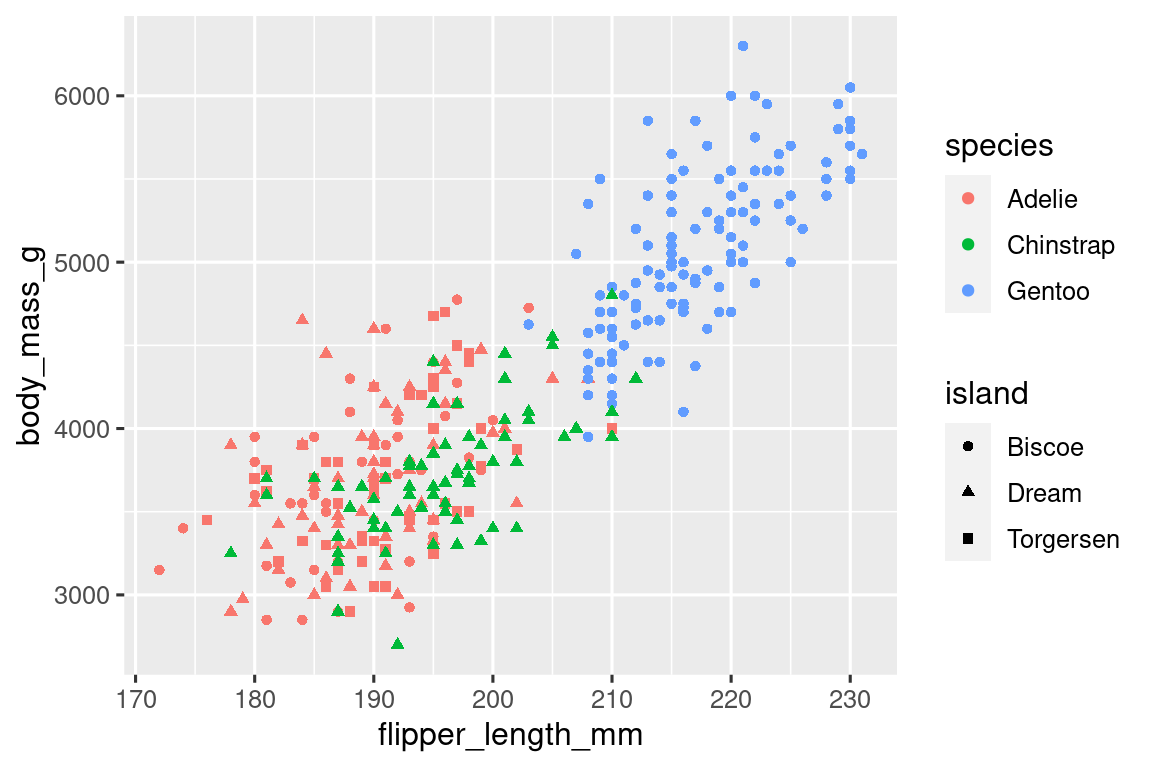 6000
5000
4000
3000
body_mass_g
170 180 190 200 210 220 230
flipper_length_mm
species
Adelie
Chinstrap
Gentoo
island
Biscoe
Dream
Torgersen